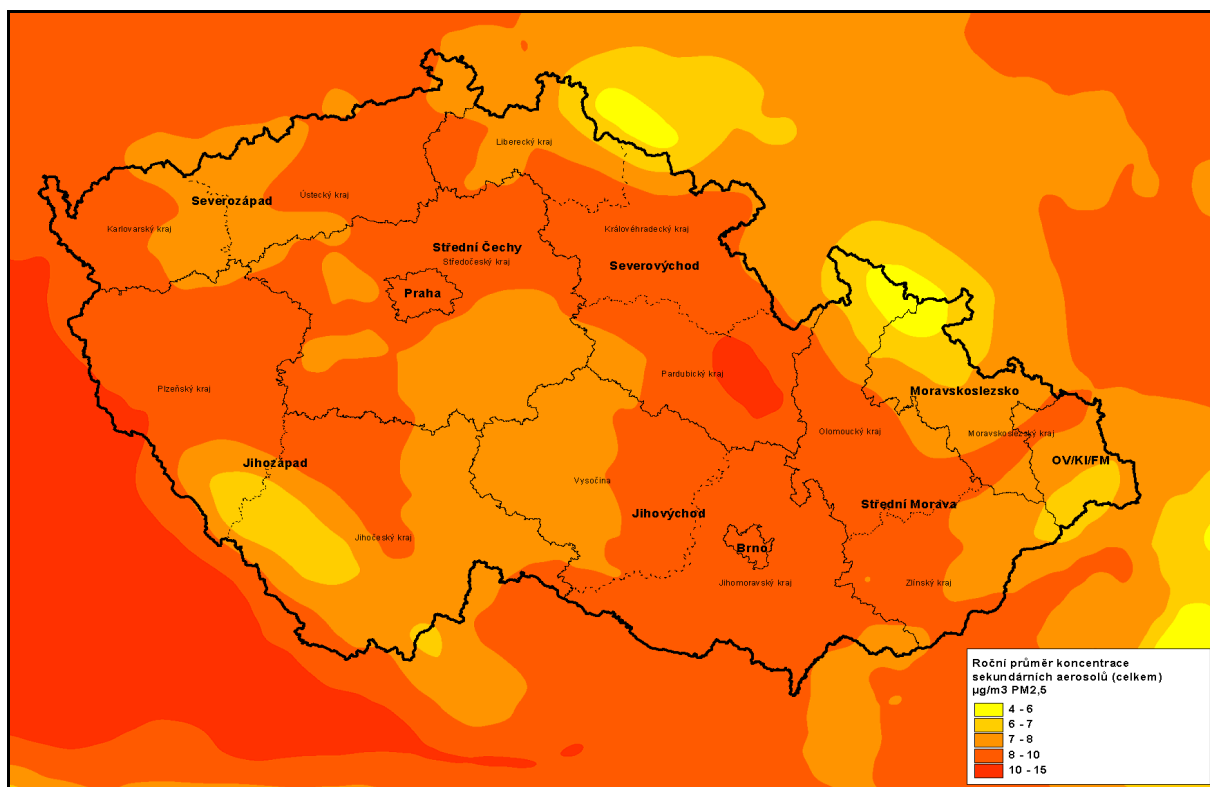 Liberecký kraj
Severozápad
Ústecký kraj
Karlovarský kraj
Královéhradecký kraj
Střední Čechy
Středočeský kraj
Severovýchod
Praha
Plzeňský kraj
Pardubický kraj
Moravskoslezsko
Olomoucký kraj
Moravskoslezský kraj
Jihozápad
OV/KI/FM
Vysočina
Střední Morava
Jihovýchod
Jihočeský kraj
Brno
Jihomoravský kraj
Zlínský kraj
Roční průměr koncentrace
sekundárních aerosolů (celkem)
µg/m3 PM2,5
4 - 6
6 - 7
7 - 8
8 - 10
10 - 15